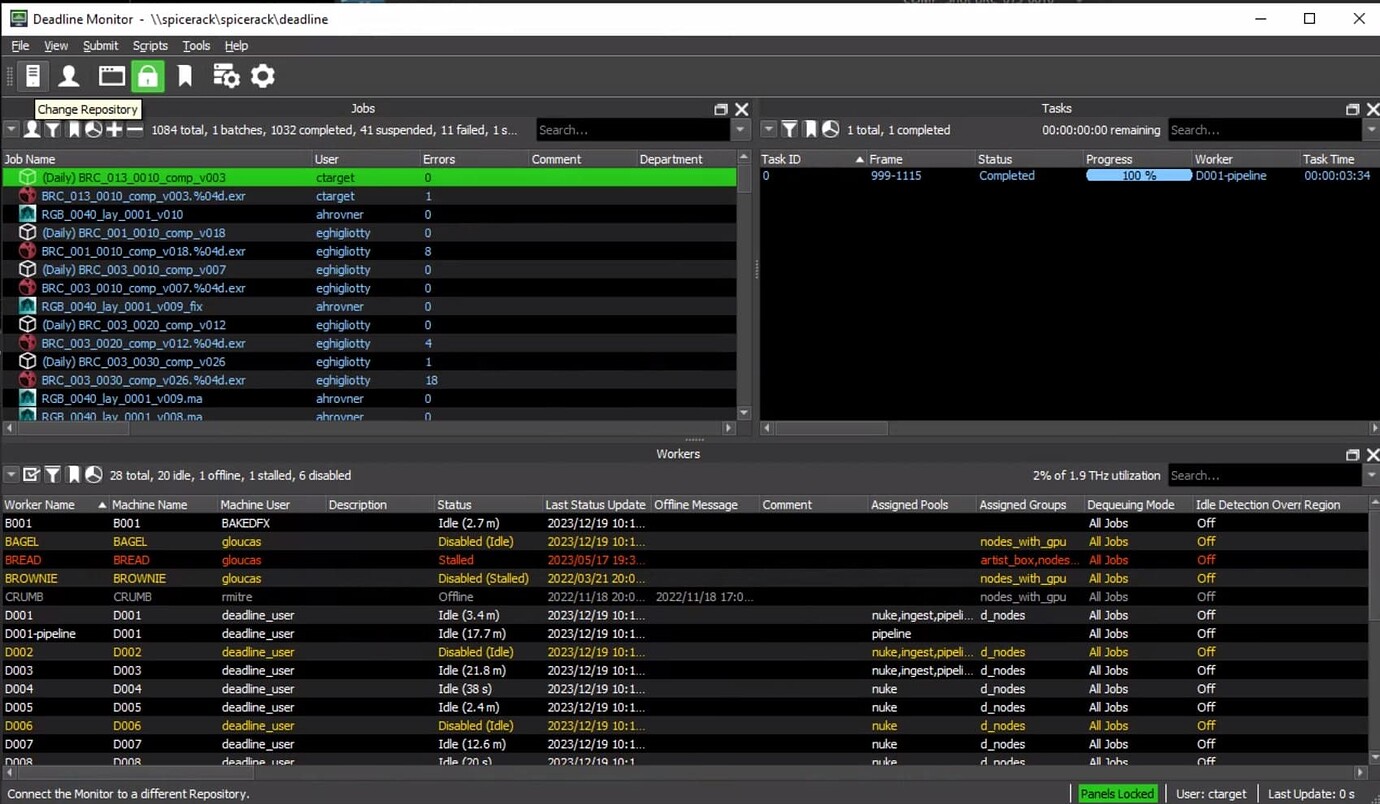 Deadline Monitor - \\spicerack\spicerack\deadline
File View Submit Scripts Tools Help
Change Repository
Jobs
1084 total, 1 batches, 1032 completed, 41 suspended, 11 failed, 1 s... Search...
Job Name User Errors Comment Department
(Daily) BRC_013_0010_comp_v003 ctarget 0
BRC_013_0010_comp_v003.%04d.exr ctarget 1
RGB_0040_lay_0001_v010 ahrovner 0
(Daily) BRC_001_0010_comp_v018 eghigliotty 0
BRC_001_0010_comp_v018.%04d.exr eghigliotty 8
(Daily) BRC_003_0010_comp_v007 eghigliotty 0
BRC_003_0010_comp_v007.%04d.exr eghigliotty 0
RGB_0040_lay_0001_v009_fix ahrovner 0
(Daily) BRC_003_0020_comp_v012 eghigliotty 0
BRC_003_0020_comp_v012.%04d.exr eghigliotty 4
(Daily) BRC_003_0030_comp_v026 eghigliotty 1
BRC_003_0030_comp_v026.%04d.exr eghigliotty 18
RGB_0040_lay_0001_v009.ma ahrovner 0
RGB_0040_lay_0001_v008.ma ahrovner 0
Tasks
1 total, 1 completed 00:00:00:00 remaining Search...
Task ID Frame Status Progress Worker Task Time
0 999-1115 Completed 100 % D001-pipeline 00:00:03:34
Workers
28 total, 20 idle, 1 offline, 1 stalled, 6 disabled 2% of 1.9 THz utilization Search...
Worker Name Machine Name Machine User Description Status Last Status Update Offline Message Comment Assigned Pools Assigned Groups Dequeuing Mode Idle Detection Overr Region
B001 B001 BAKEDFX Idle (2.7 m) 2023/12/19 10:1... All Jobs Off
BAGEL BAGEL gloucas Disabled (Idle) 2023/12/19 10:1... nodes_with_gpu All Jobs Off
BREAD BREAD gloucas Stalled 2023/05/17 19:3... artist_box,nodes... All Jobs Off
BROWNIE BROWNIE gloucas Disabled (Stalled) 2022/03/21 20:0... nodes_with_gpu All Jobs Off
CRUMB CRUMB rmitre Offline 2022/11/18 20:0... 2022/11/18 17:0... nodes_with_gpu All Jobs Off
D001 D001 deadline_user Idle (3.4 m) 2023/12/19 10:1... nuke,ingest,pipeli... d_nodes All Jobs Off
D001-pipeline D001 deadline_user Idle (17.7 m) 2023/12/19 10:1... pipeline All Jobs Off
D002 D002 deadline_user Disabled (Idle) 2023/12/19 10:1... nuke,ingest,pipeli... d_nodes All Jobs Off
D003 D003 deadline_user Idle (21.8 m) 2023/12/19 10:1... nuke,ingest,pipeli... d_nodes All Jobs Off
D004 D004 deadline_user Idle (38 s) 2023/12/19 10:1... nuke d_nodes All Jobs Off
D005 D005 deadline_user Idle (2.4 m) 2023/12/19 10:1... nuke d_nodes All Jobs Off
D006 D006 deadline_user Disabled (Idle) 2023/12/19 10:1... nuke d_nodes All Jobs Off
D007 D007 deadline_user Idle (12.6 m) 2023/12/19 10:1... nuke d_nodes All Jobs Off
D008 D008 deadline_user Idle (20 s) 2023/12/19 10:1... nuke d_nodes All Jobs Off
Connect the Monitor to a different Repository. Panels Locked User: ctarget Last Update: 0 s